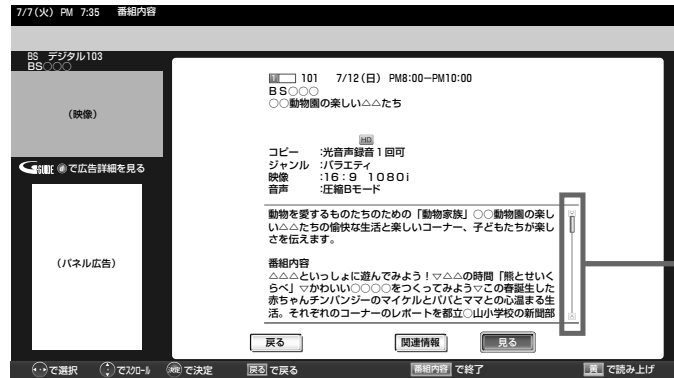 7/7(火) PM 7:35 番組内容
BS デジタル103
BS○○○
(映像)
GGUIDE で広告詳細を見る
(パネル広告)
101 7/12(日) PM8:00−PM10:00
BS○○○
○○動物園の楽しい△△たち
HD
コピー :光音声録音1回可
ジャンル :バラエティ
映像 :16:9 1080i
音声 :圧縮Bモード
動物を愛するものたちのための「動物家族」○○動物園の楽し
い△△たちの愉快な生活と楽しいコーナー、子どもたちが楽し
さを伝えます。
番組内容
△△△といっしょに遊んでみよう!▽△△の時間「熊とせいく
らべ」▽かわいい○○○○をつくってみよう▽この春誕生した
赤ちゃんチンパンジーのマイケルとパパとママとの心温まる生
活。それぞれのコーナーのレポートを都立○山小学校の新聞部
戻る 関連情報 見る
で選択 でスクロール 決定 で決定 戻る で戻る 番組内容 で終了 黄 で読み上げ